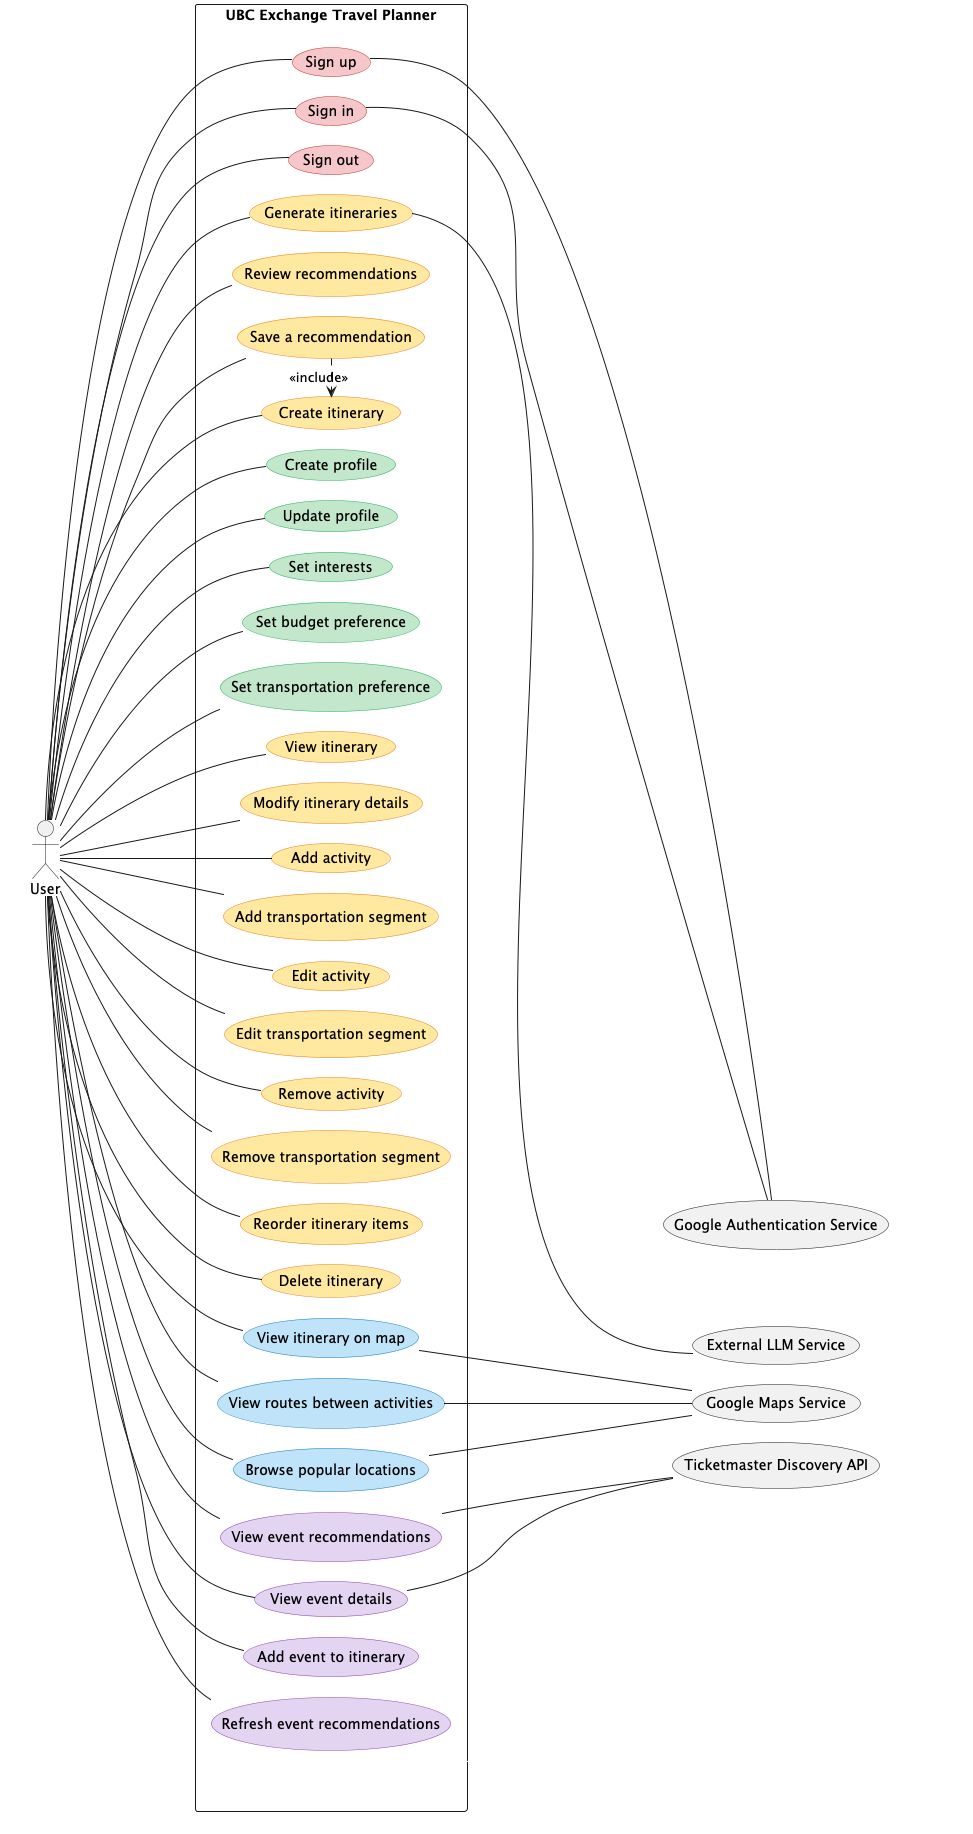 UBC Exchange Travel Planner
Sign up
Sign in
Sign out
Generate itineraries
Review recommendations
Save a recommendation
«include»
Create itinerary
Create profile
Update profile
Set interests
Set budget preference
Set transportation preference
View itinerary
Modify itinerary details
Add activity
User
Add transportation segment
Edit activity
Edit transportation segment
Remove activity
Remove transportation segment
Reorder itinerary items
Google Authentication Service
Delete itinerary
View itinerary on map
External LLM Service
View routes between activities
Google Maps Service
Browse popular locations
Ticketmaster Discovery API
View event recommendations
View event details
Add event to itinerary
Refresh event recommendations